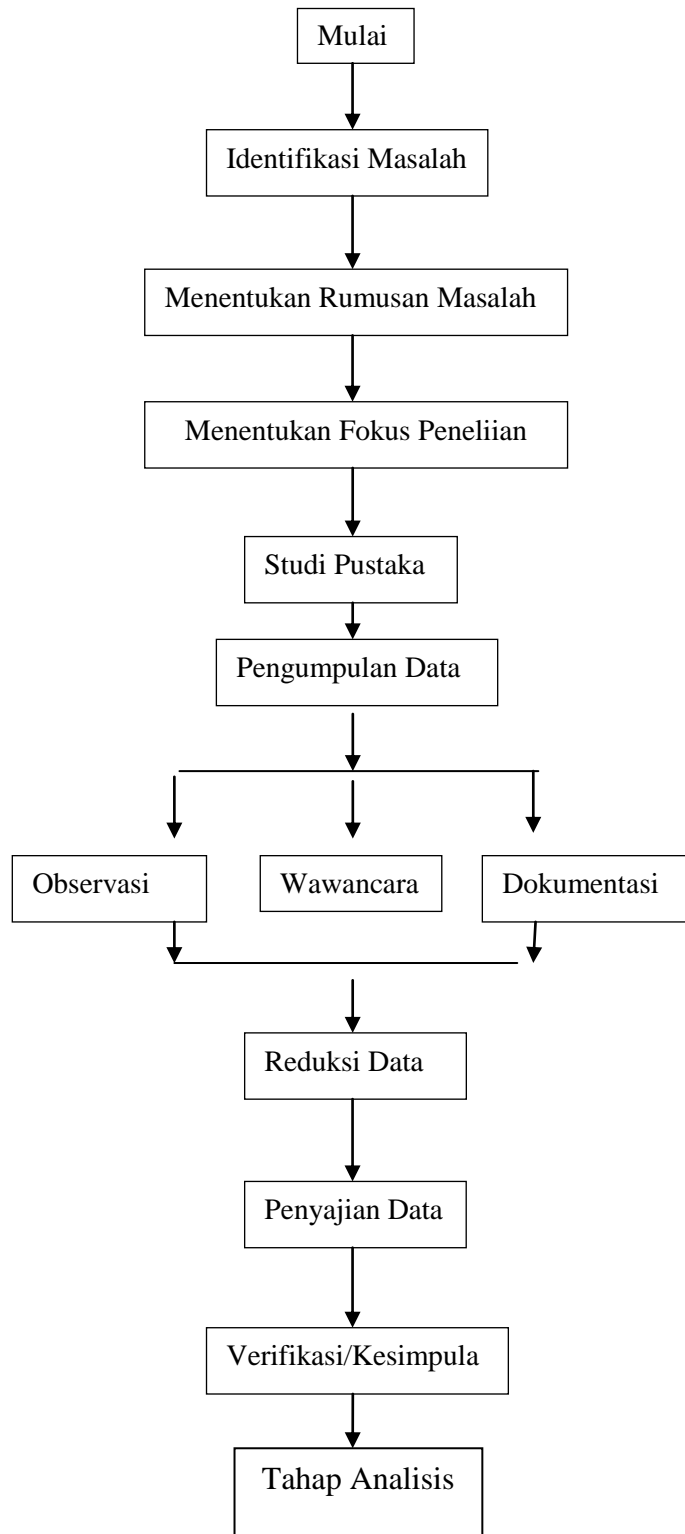 Mulai
Identifikasi Masalah
Menentukan Rumusan Masalah
Menentukan Fokus Peneliian
Studi Pustaka
Pengumpulan Data
Observasi
Wawancara
Dokumentasi
Reduksi Data
Penyajian Data
Verifikasi/Kesimpula
Tahap Analisis